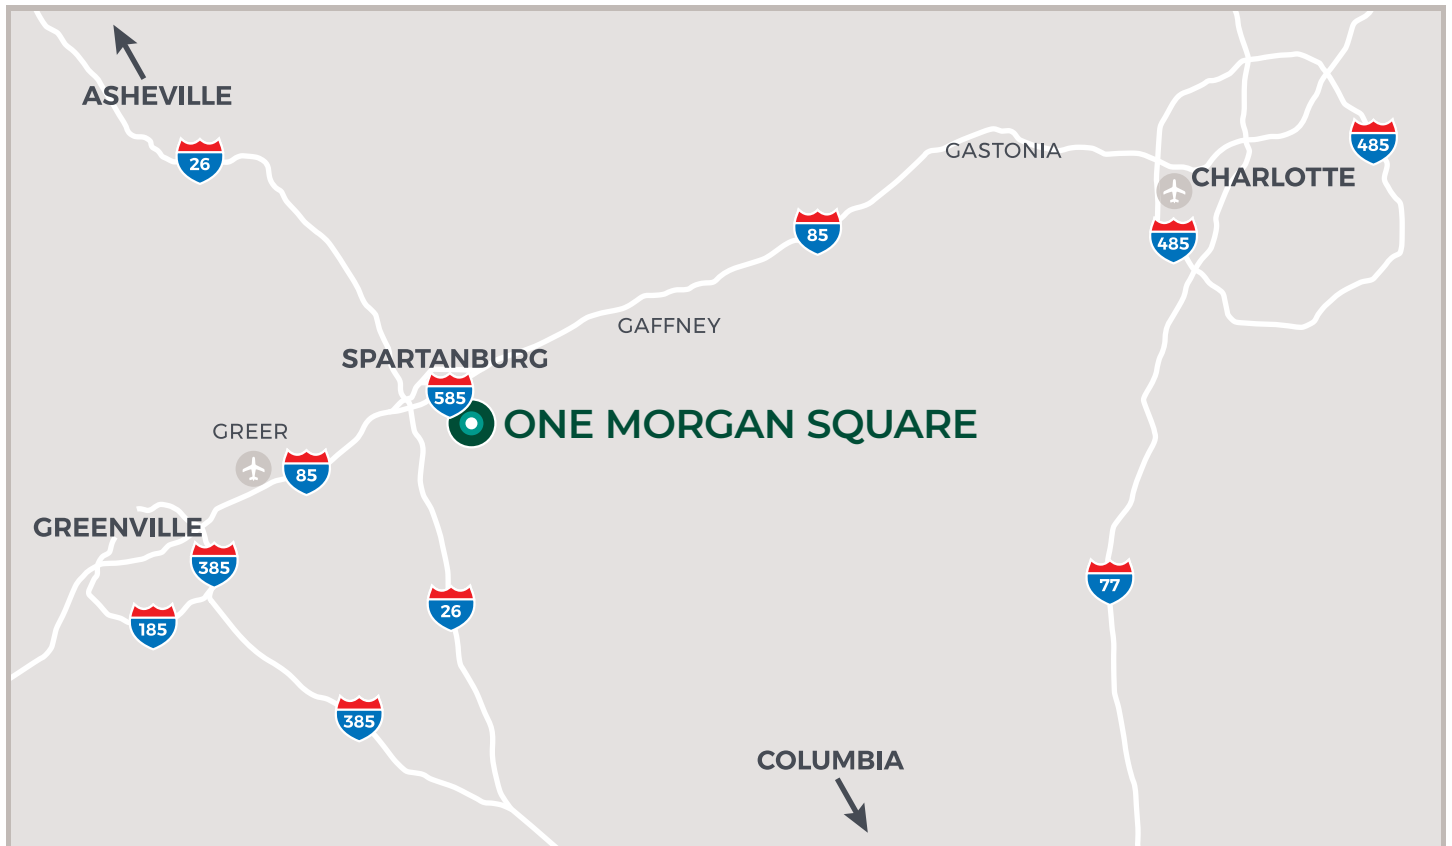 ASHEVILLE
26
485
GASTONIA
CHARLOTTE
85
485
GAFFNEY
SPARTANBURG
585
ONE MORGAN SQUARE
GREER
85
GREENVILLE
385
77
26
185
385
COLUMBIA